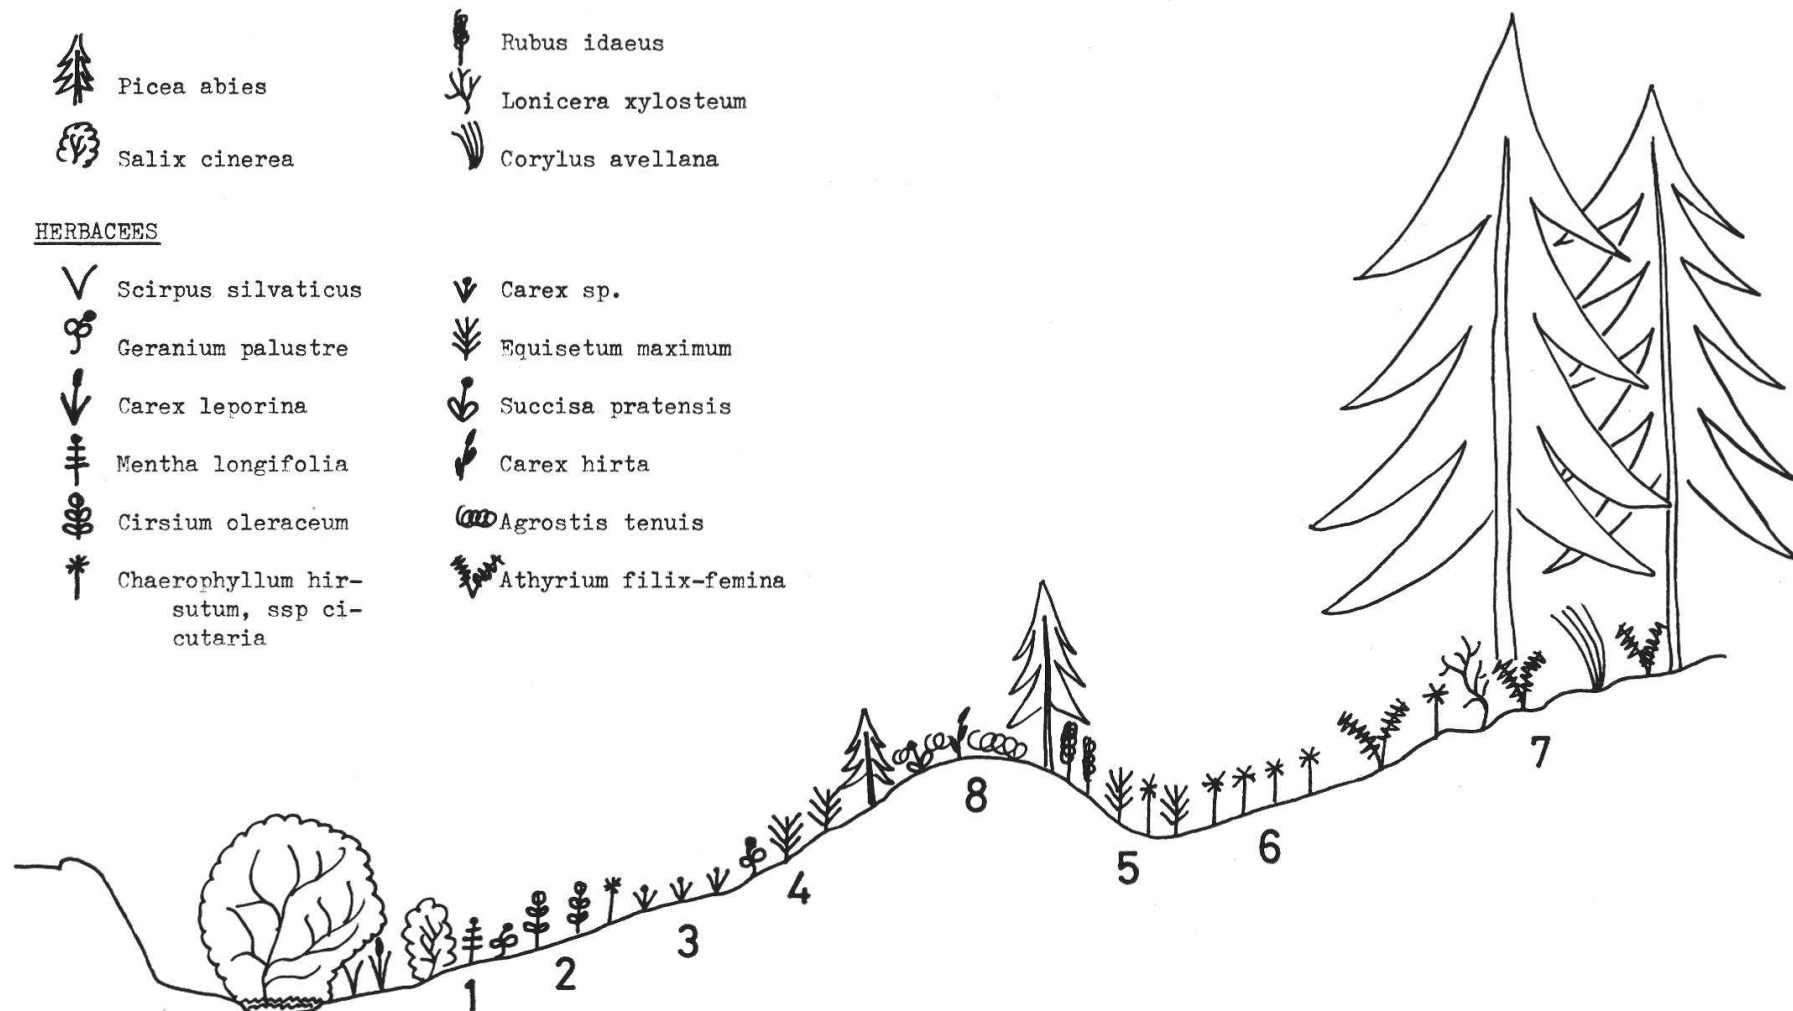 Picea abies
Salix cinerea
Rubus idaeus
Lonicera xylosteum
Corylus avellana
HERBACEES
Scirpus silvaticus
Geranium palustre
Carex leporina
Mentha longifolia
Cirsium oleraceum
Chaerophyllum hir-
sutum, ssp ci-
cutaria
Carex sp.
Equisetum maximum
Succisa pratensis
Carex hirta
Agrostis tenuis
Athyrium filix-femina
1
2
3
4
8
5
6
7